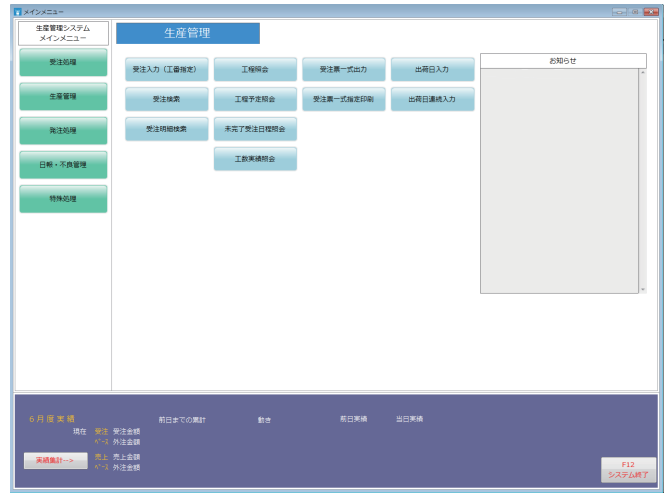 メインメニュー
生産管理システム
メインメニュー
生産管理
受注処理
生産管理
発注処理
日報・不良管理
特殊処理
受注入力（工番指定）
工程照会
受注票一式出力
出荷日入力
受注検索
工程予定照会
受注票一式指定印刷
出荷日連続入力
受注明細検索
未完了受注日程照会
工数実績照会
お知らせ
６月度実績
前日までの累計
動き
前日実績
当日実績
現在 受注 受注金額
ﾍﾞｰｽ 外注金額
実績集計-->
売上 売上金額
ﾍﾞｰｽ 外注金額
F12
システム終了